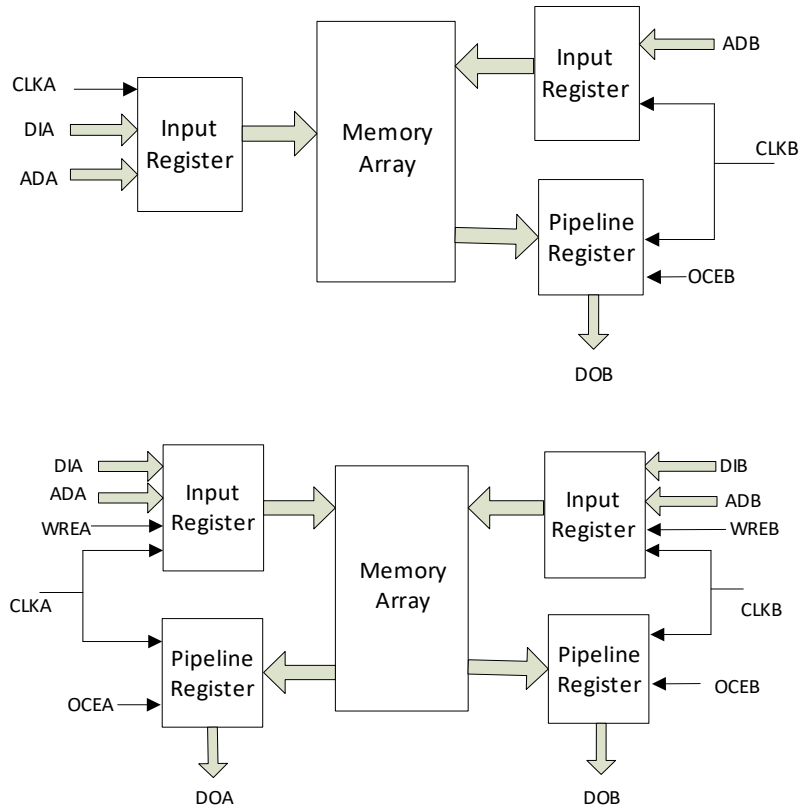 CLKA
DIA
ADA
Input
Register
Memory
Array
Input
Register
ADB
CLKB
Pipeline
Register
OCEB
DOB
DIA
ADA
WREA
CLKA
OCEA
Input
Register
Pipeline
Register
DOA
Memory
Array
Input
Register
DIB
ADB
WREB
CLKB
Pipeline
Register
OCEB
DOB